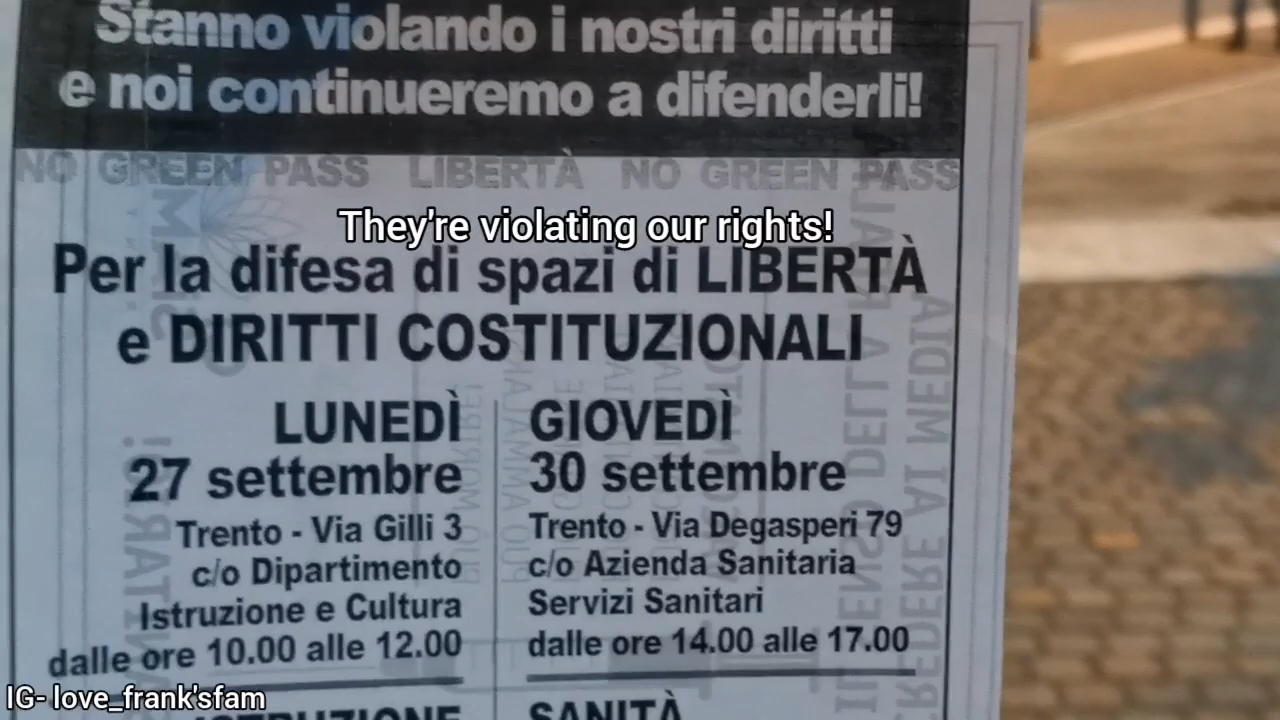 Stanno violando i nostri diritti
e noi continueremo a difenderli!
NO GREEN PASS LIBERTÀ NO GREEN PASS
They're violating our rights!
Per la difesa di spazi di LIBERTÀ
e DIRITTI COSTITUZIONALI
LUNEDÌ
27 settembre
Trento - Via Gilli 3
c/o Dipartimento
Istruzione e Cultura
dalle ore 10.00 alle 12.00
GIOVEDÌ
30 settembre
Trento - Via Degasperi 79
c/o Azienda Sanitaria
Servizi Sanitari
dalle ore 14.00 alle 17.00
ISTRUZIONE
SANITÀ
IG- love_frank'sfam